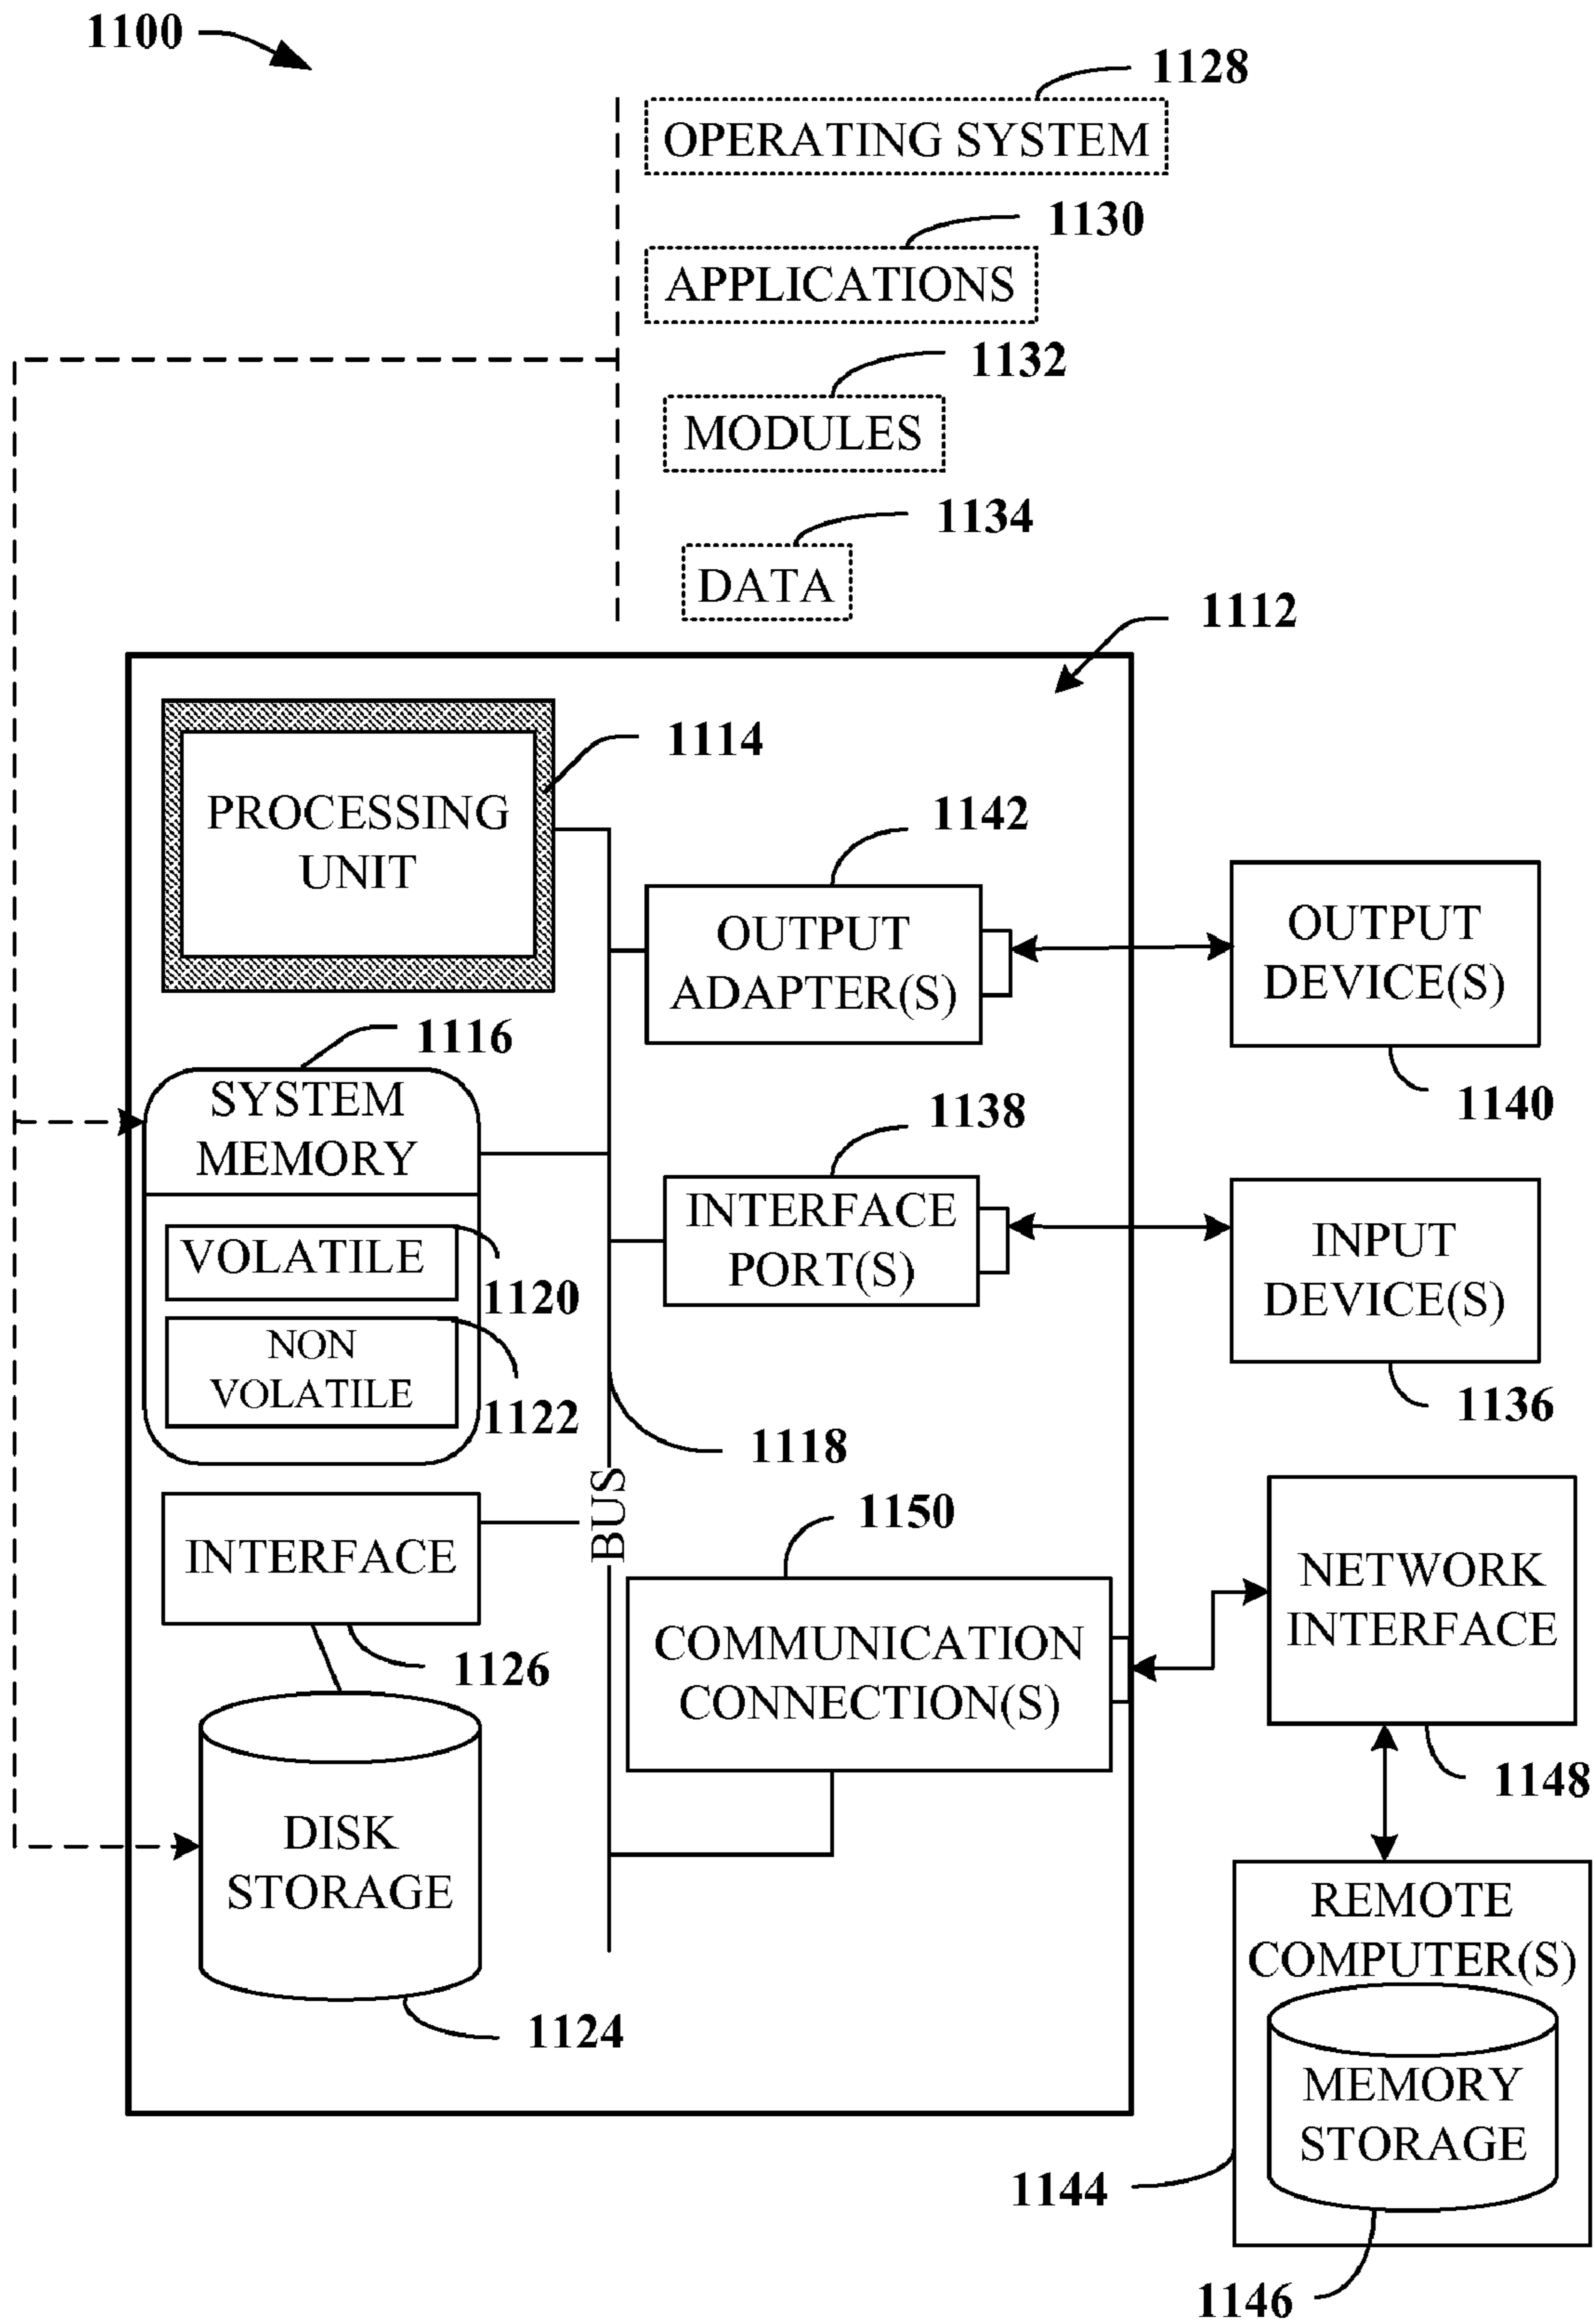 1100
1128
OPERATING SYSTEM
1130
APPLICATIONS
1132
MODULES
1134
DATA
1112
1114
PROCESSING
UNIT
1142
OUTPUT
ADAPTER(S)
OUTPUT
DEVICE(S)
1140
1116
SYSTEM
MEMORY
1138
INTERFACE
PORT(S)
INPUT
DEVICE(S)
1136
VOLATILE
1120
NON
VOLATILE
1122
1118
BUS
INTERFACE
1126
1150
COMMUNICATION
CONNECTION(S)
NETWORK
INTERFACE
1148
DISK
STORAGE
1124
REMOTE
COMPUTER(S)
MEMORY
STORAGE
1144
1146